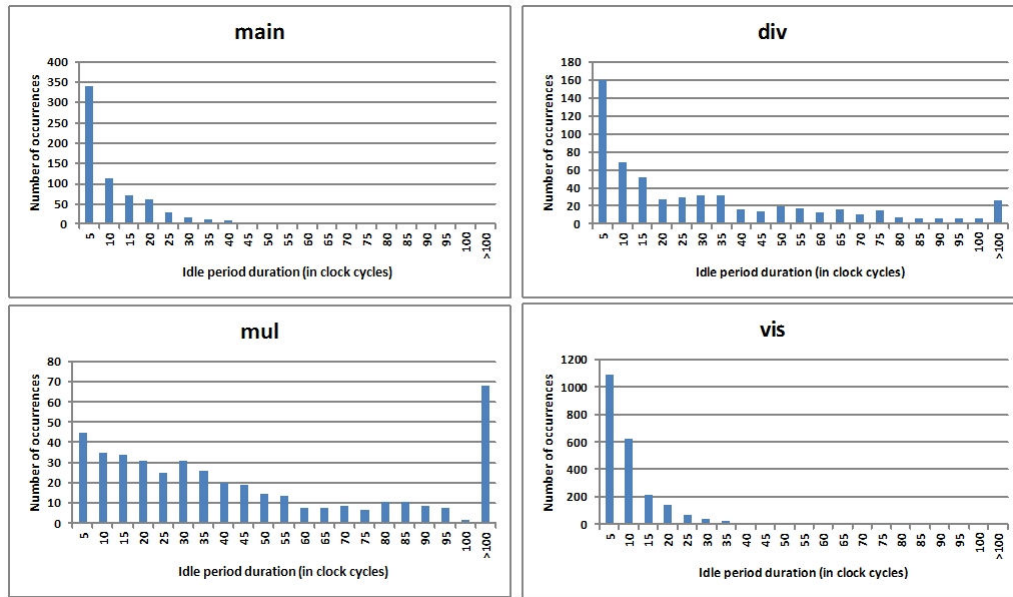 main
Number of occurrences
400
350
300
250
200
150
100
50
0
5 10 15 20 25 30 35 40 45 50 55 60 65 70 75 80 85 90 95 100 >100
Idle period duration (in clock cycles)
div
Number of occurrences
180
160
140
120
100
80
60
40
20
0
5 10 15 20 25 30 35 40 45 50 55 60 65 70 75 80 85 90 95 100 >100
Idle period duration (in clock cycles)
mul
Number of occurrences
80
70
60
50
40
30
20
10
0
5 10 15 20 25 30 35 40 45 50 55 60 65 70 75 80 85 90 95 100 >100
Idle period duration (in clock cycles)
vis
Number of occurrences
1200
1000
800
600
400
200
0
5 10 15 20 25 30 35 40 45 50 55 60 65 70 75 80 85 90 95 100 >100
Idle period duration (in clock cycles)